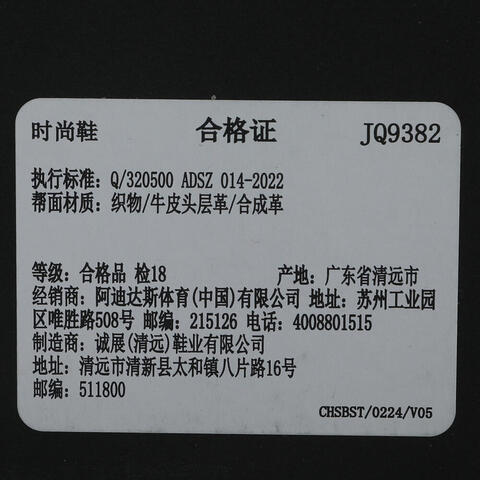 时尚鞋 合格证 JQ9382
执行标准: Q/320500 ADSZ 014-2022
帮面材质: 织物/牛皮头层革/合成革
等级: 合格品 检18 产地: 广东省清远市
经销商: 阿迪达斯体育(中国)有限公司 地址: 苏州工业园
区唯胜路508号 邮编: 215126 电话: 4008801515
制造商: 诚展(清远)鞋业有限公司
地址: 清远市清新县太和镇八片路16号
邮编: 511800
CHSBST/0224/V05